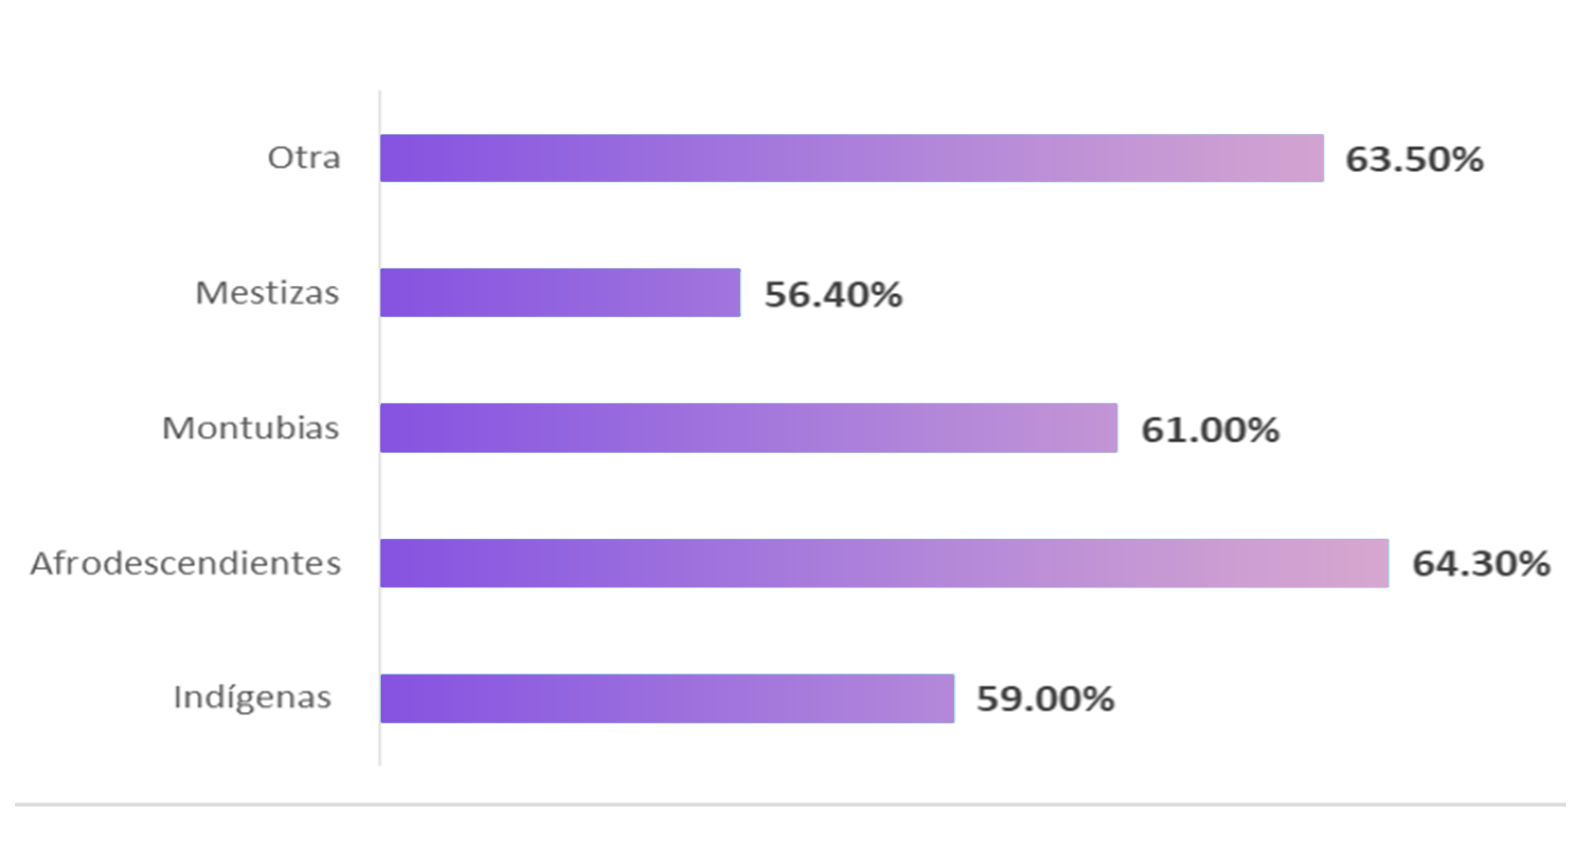 Otra 63.50%
Mestizas 56.40%
Montubias 61.00%
Afrodescendientes 64.30%
Indígenas 59.00%